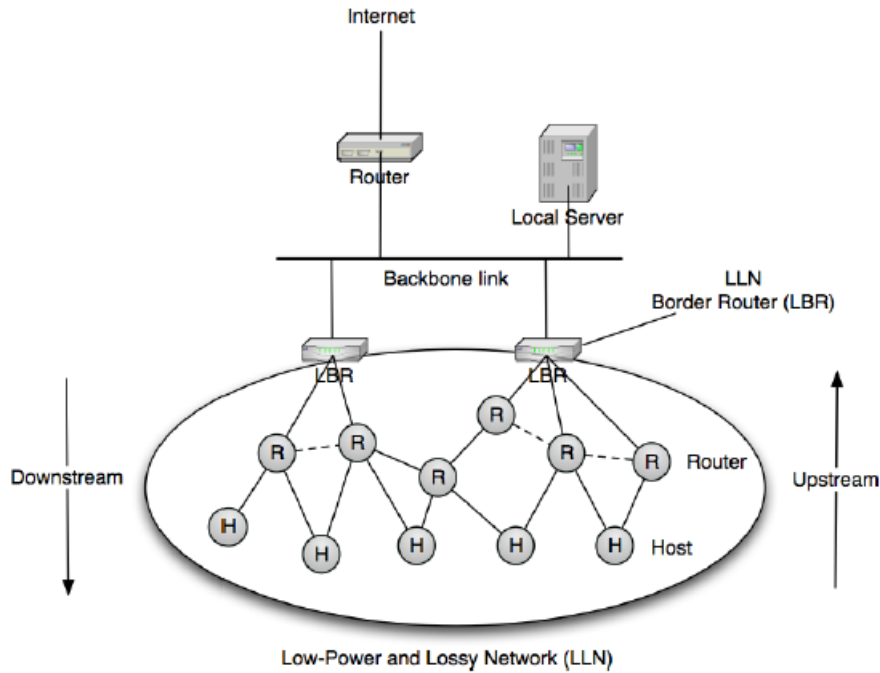 Internet
Router
Local Server
Backbone link
LLN
Border Router (LBR)
LBR
LBR
R
R
R
R
R
R
Router
Downstream
Upstream
H
H
H
H
H
Host
Low-Power and Lossy Network (LLN)